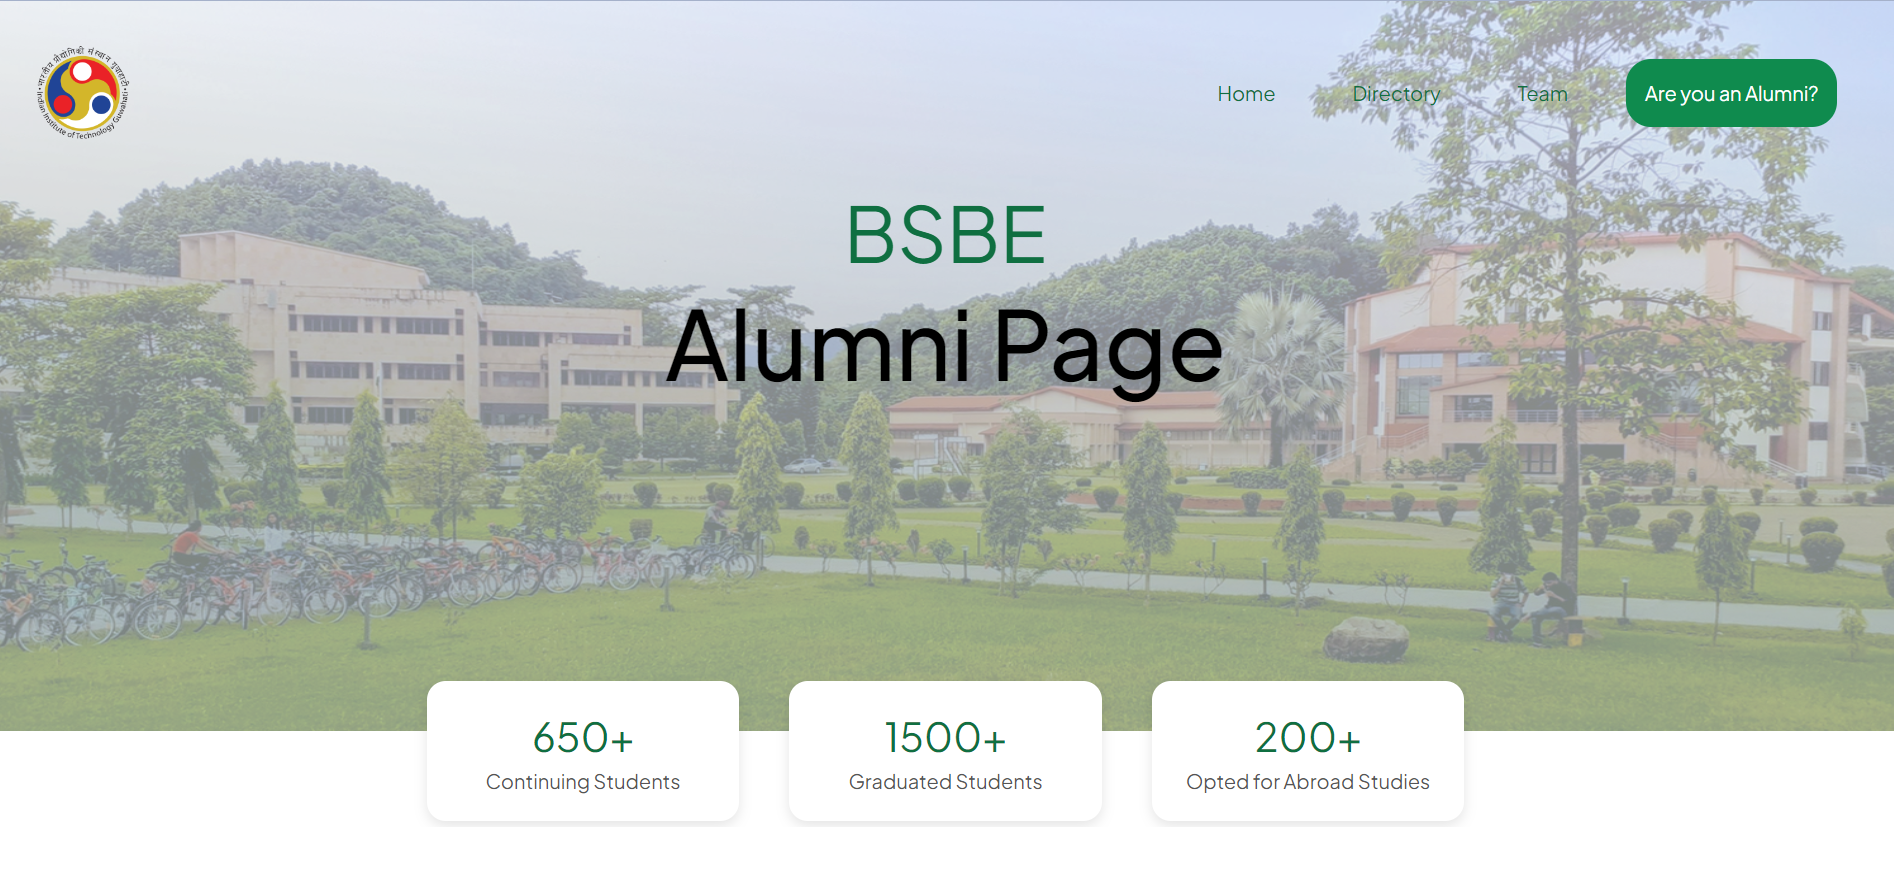 भारतीय प्रौद्योगिकी संस्थान गुवाहाटी
Indian Institute of Technology Guwahati
Home
Directory
Team
Are you an Alumni?
BSBE
Alumni Page
650+
Continuing Students
1500+
Graduated Students
200+
Opted for Abroad Studies